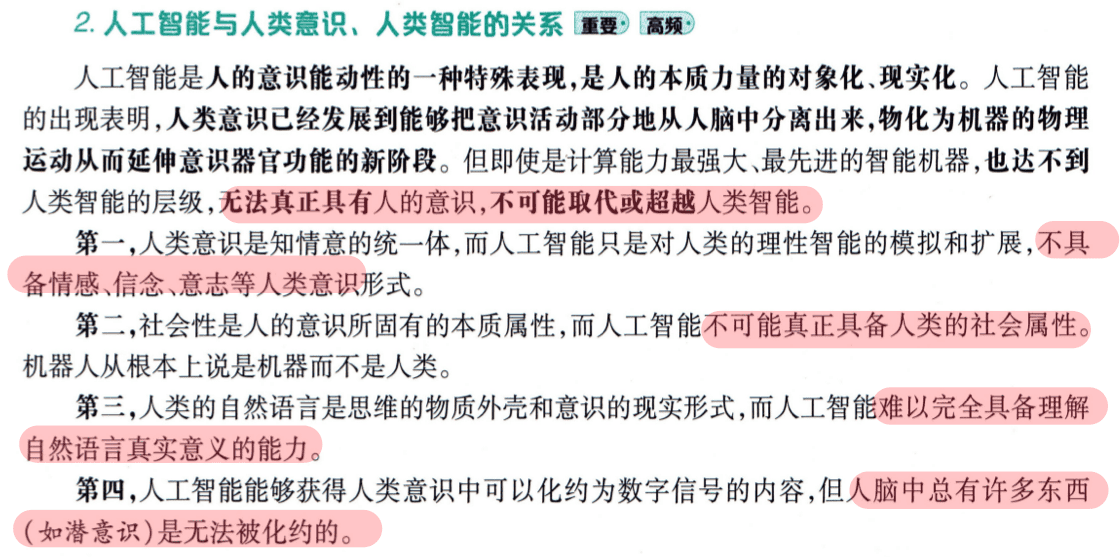 2. 人工智能与人类意识、人类智能的关系 重要 高频
人工智能是人的意识能动性的一种特殊表现,是人的本质力量的对象化、现实化。人工智能
的出现表明,人类意识已经发展到能够把意识活动部分地从人脑中分离出来,物化为机器的物理
运动从而延伸意识器官功能的新阶段。但即使是计算能力最强大、最先进的智能机器,也达不到
人类智能的层级,无法真正具有人的意识,不可能取代或超越人类智能。
第一,人类意识是知情意的统一体,而人工智能只是对人类的理性智能的模拟和扩展,不具
备情感、信念、意志等人类意识形式。
第二,社会性是人的意识所固有的本质属性,而人工智能不可能真正具备人类的社会属性。
机器人从根本上说是机器而不是人类。
第三,人类的自然语言是思维的物质外壳和意识的现实形式,而人工智能难以完全具备理解
自然语言真实意义的能力。
第四,人工智能能够获得人类意识中可以化约为数字信号的内容,但人脑中总有许多东西
(如潜意识)是无法被化约的。